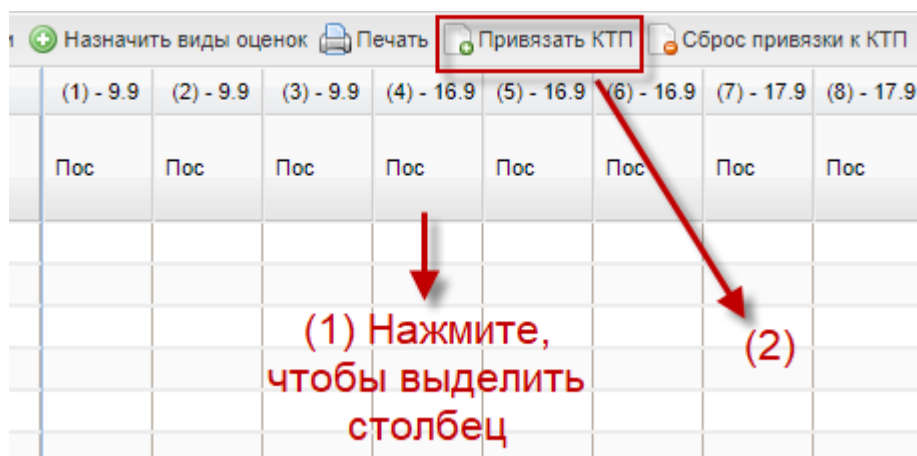 и Назначить виды оценок Печать Привязать КТП Сброс привязки к КТП
(1) - 9.9 (2) - 9.9 (3) - 9.9 (4) - 16.9 (5) - 16.9 (6) - 16.9 (7) - 17.9 (8) - 17.9
Пос Пос Пос Пос Пос Пос Пос Пос
(1) Нажмите,
чтобы выделить
столбец
(2)